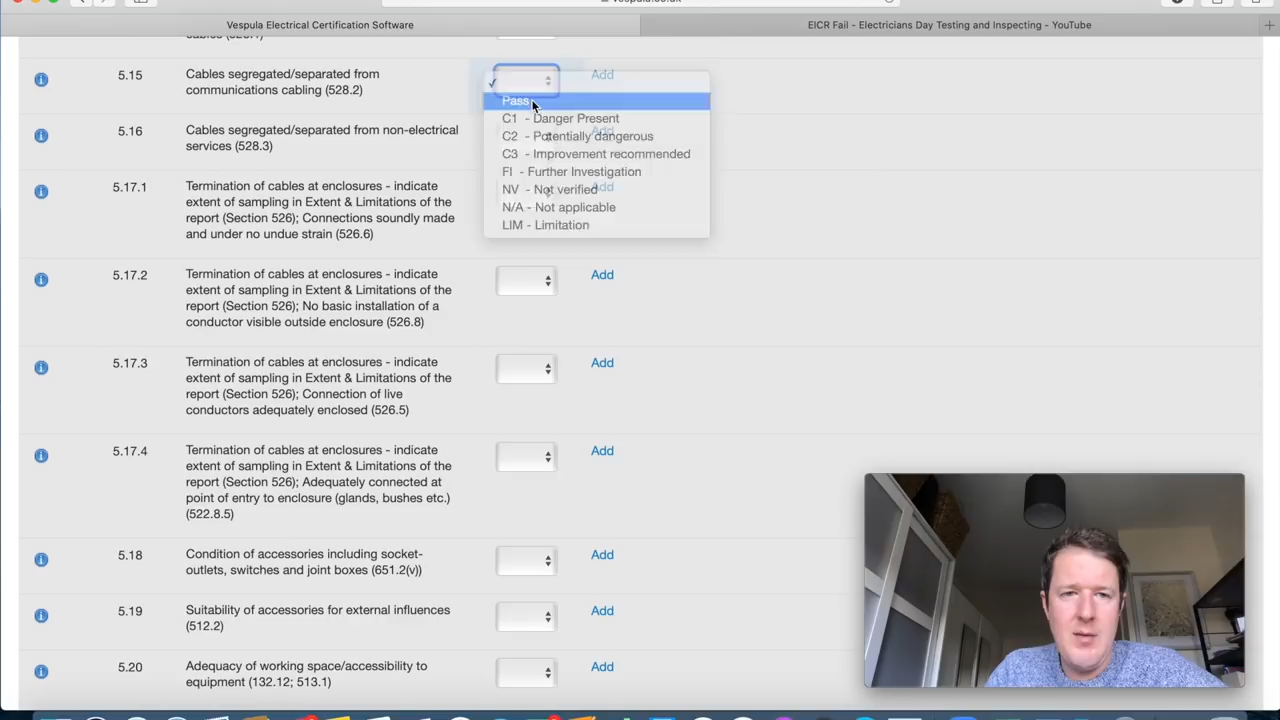 Vespula Electrical Certification Software
EICR Fail - Electricians Day Testing and Inspecting - YouTube
5.15
Cables segregated/separated from
communications cabling (528.2)
Add
Pass
C1 - Danger Present
C2 - Potentially dangerous
C3 - Improvement recommended
FI - Further Investigation
NV - Not verified
N/A - Not applicable
LIM - Limitation
5.16
Cables segregated/separated from non-electrical
services (528.3)
Add
5.17.1
Termination of cables at enclosures - indicate
extent of sampling in Extent & Limitations of the
report (Section 526); Connections soundly made
and under no undue strain (526.6)
Add
5.17.2
Termination of cables at enclosures - indicate
extent of sampling in Extent & Limitations of the
report (Section 526); No basic installation of a
conductor visible outside enclosure (526.8)
Add
5.17.3
Termination of cables at enclosures - indicate
extent of sampling in Extent & Limitations of the
report (Section 526); Connection of live
conductors adequately enclosed (526.5)
Add
5.17.4
Termination of cables at enclosures - indicate
extent of sampling in Extent & Limitations of the
report (Section 526); Adequately connected at
point of entry to enclosure (glands, bushes etc.)
(522.8.5)
Add
5.18
Condition of accessories including socket-
outlets, switches and joint boxes (651.2(v))
Add
5.19
Suitability of accessories for external influences
(512.2)
Add
5.20
Adequacy of working space/accessibility to
equipment (132.12; 513.1)
Add